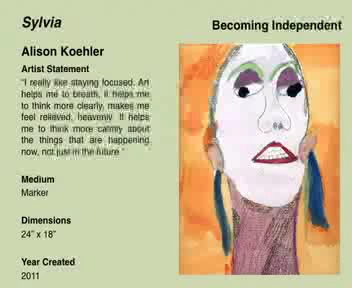 Sylvia
Becoming Independent
Alison Koehler
Artist Statement
"I really like staying focused. Art
helps me to breath, it helps me
to think more clearly, makes me
feel relieved, heavenly. It helps
me to think more calmly about
the things that are happening
now, not just in the future."
Medium
Marker
Dimensions
24" x 18"
Year Created
2011